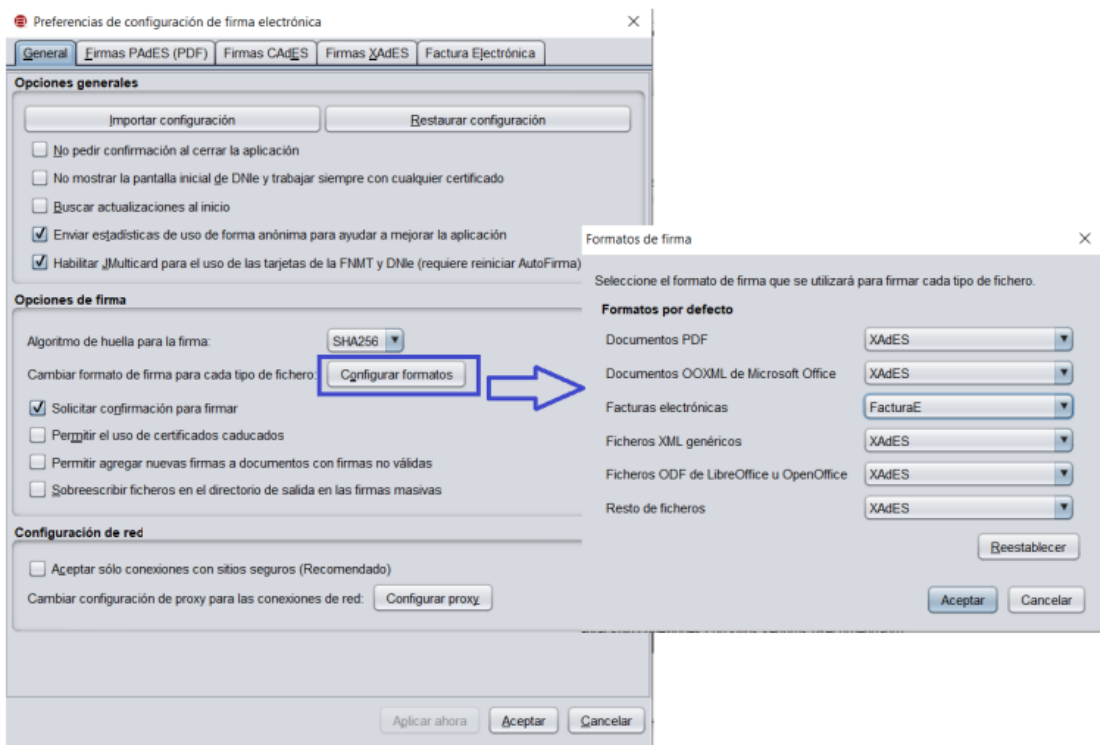 Preferencias de configuración de firma electrónica
General Firmas PAdES (PDF) Firmas CAdES Firmas XAdES Factura Electrónica
Opciones generales
Importar configuración Restaurar configuración
No pedir confirmación al cerrar la aplicación
No mostrar la pantalla inicial de DNIe y trabajar siempre con cualquier certificado
Buscar actualizaciones al inicio
Enviar estadísticas de uso de forma anónima para ayudar a mejorar la aplicación
Habilitar JMulticard para el uso de las tarjetas de la FNMT y DNIe (requiere reiniciar AutoFirma)
Opciones de firma
Algoritmo de huella para la firma: SHA256
Cambiar formato de firma para cada tipo de fichero: Configurar formatos
Solicitar confirmación para firmar
Permitir el uso de certificados caducados
Permitir agregar nuevas firmas a documentos con firmas no válidas
Sobreescribir ficheros en el directorio de salida en las firmas masivas
Configuración de red
Aceptar sólo conexiones con sitios seguros (Recomendado)
Cambiar configuración de proxy para las conexiones de red: Configurar proxy
Aplicar ahora Aceptar Cancelar
Formatos de firma
Seleccione el formato de firma que se utilizará para firmar cada tipo de fichero.
Formatos por defecto
Documentos PDF XAdES
Documentos OOXML de Microsoft Office XAdES
Facturas electrónicas FacturaE
Ficheros XML genéricos XAdES
Ficheros ODF de LibreOffice u OpenOffice XAdES
Resto de ficheros XAdES
Reestablecer
Aceptar Cancelar